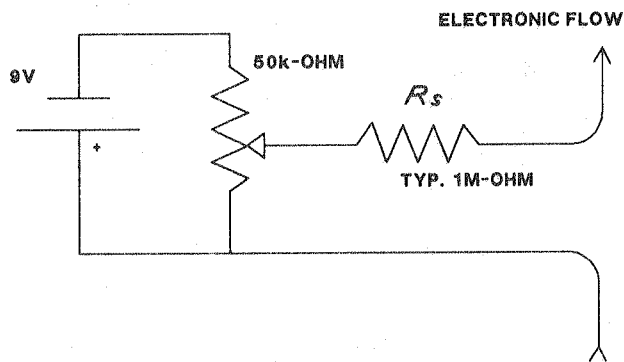 ELECTRONIC FLOW
9V
50k-OHM
Rs
TYP. 1M-OHM
+